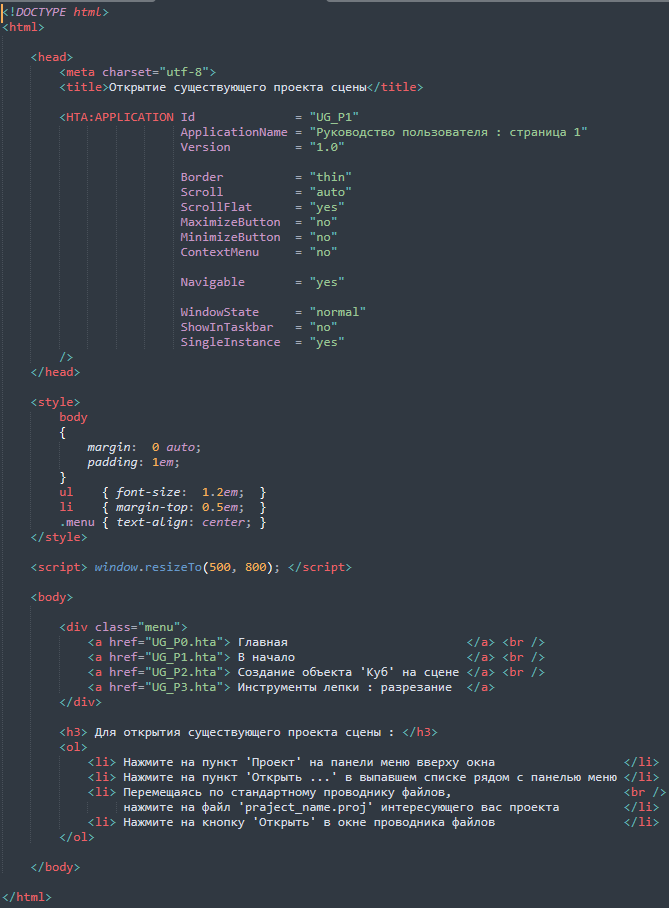 <!DOCTYPE html>
<html>
<head>
<meta charset="utf-8">
<title>Открытие существующего проекта сцены</title>
<HTA:APPLICATION Id = "UG_P1"
ApplicationName = "Руководство пользователя : страница 1"
Version = "1.0"
Border = "thin"
Scroll = "auto"
ScrollFlat = "yes"
MaximizeButton = "no"
MinimizeButton = "no"
ContextMenu = "no"
Navigable = "yes"
WindowState = "normal"
ShowInTaskbar = "no"
SingleInstance = "yes"
/>
</head>
<style>
body
{
margin: 0 auto;
padding: 1em;
}
ul { font-size: 1.2em; }
li { margin-top: 0.5em; }
.menu { text-align: center; }
</style>
<script> window.resizeTo(500, 800); </script>
<body>
<div class="menu">
<a href="UG_P0.hta"> Главная </a> <br />
<a href="UG_P1.hta"> В начало </a> <br />
<a href="UG_P2.hta"> Создание объекта 'Куб' на сцене </a> <br />
<a href="UG_P3.hta"> Инструменты лепки : разрезание </a>
</div>
<h3> Для открытия существующего проекта сцены : </h3>
<ol>
<li> Нажмите на пункт 'Проект' на панели меню вверху окна </li>
<li> Нажмите на пункт 'Открыть ...' в выпавшем списке рядом с панелью меню </li>
<li> Перемещаясь по стандартному проводнику файлов, <br />
нажмите на файл 'praject_name.proj' интересующего вас проекта </li>
<li> Нажмите на кнопку 'Открыть' в окне проводника файлов </li>
</ol>
</body>
</html>